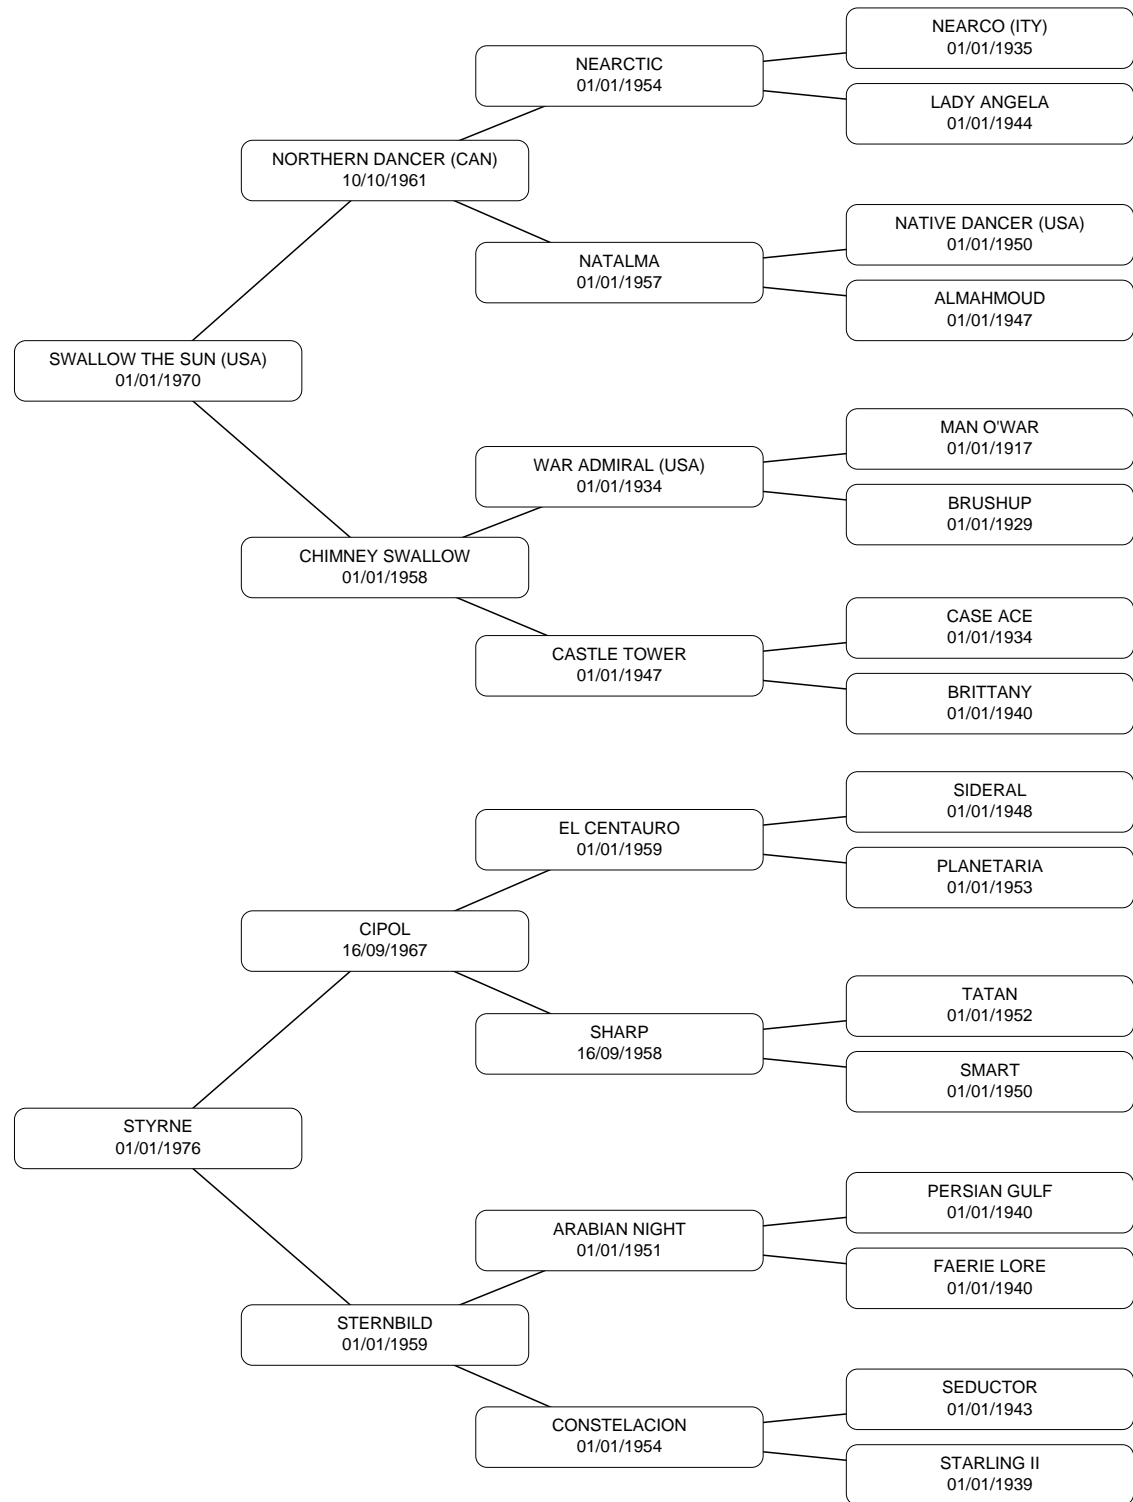 NEARCO (ITY)
01/01/1935
NEARCTIC
01/01/1954
LADY ANGELA
01/01/1944
NORTHERN DANCER (CAN)
10/10/1961
NATIVE DANCER (USA)
01/01/1950
NATALMA
01/01/1957
ALMAHMOUD
01/01/1947
SWALLOW THE SUN (USA)
01/01/1970
MAN O'WAR
01/01/1917
WAR ADMIRAL (USA)
01/01/1934
BRUSHUP
01/01/1929
CHIMNEY SWALLOW
01/01/1958
CASE ACE
01/01/1934
CASTLE TOWER
01/01/1947
BRITTANY
01/01/1940
SIDERAL
01/01/1948
EL CENTAURO
01/01/1959
PLANETARIA
01/01/1953
CIPOL
16/09/1967
TATAN
01/01/1952
SHARP
16/09/1958
SMART
01/01/1950
STYRNE
01/01/1976
PERSIAN GULF
01/01/1940
ARABIAN NIGHT
01/01/1951
FAERIE LORE
01/01/1940
STERNBILD
01/01/1959
SEDUCTOR
01/01/1943
CONSTELACION
01/01/1954
STARLING II
01/01/1939